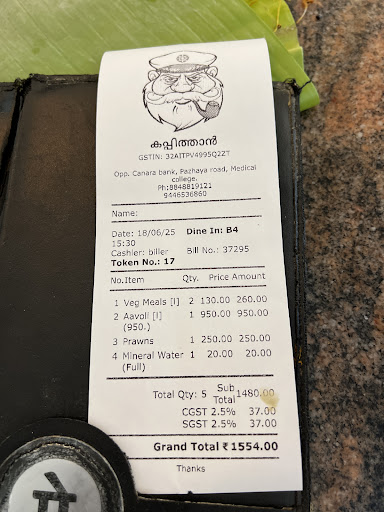 കപ്പിത്താൻ
GSTIN: 32AITPV4995Q2ZT
Opp. Canara bank, Pazhaya road, Medical
college.
Ph:8848819121
9446536860
Name:
Date: 18/06/25 Dine In: B4
15:30
Cashier: biller Bill No.: 37295
Token No.: 17
No.Item Qty. Price Amount
1 Veg Meals [I] 2 130.00 260.00
2 Aavoli [I] 1 950.00 950.00
(950.)
3 Prawns 1 250.00 250.00
4 Mineral Water 1 20.00 20.00
(Full)
Total Qty: 5 Sub Total 1480.00
CGST 2.5% 37.00
SGST 2.5% 37.00
Grand Total ₹ 1554.00
Thanks
पे